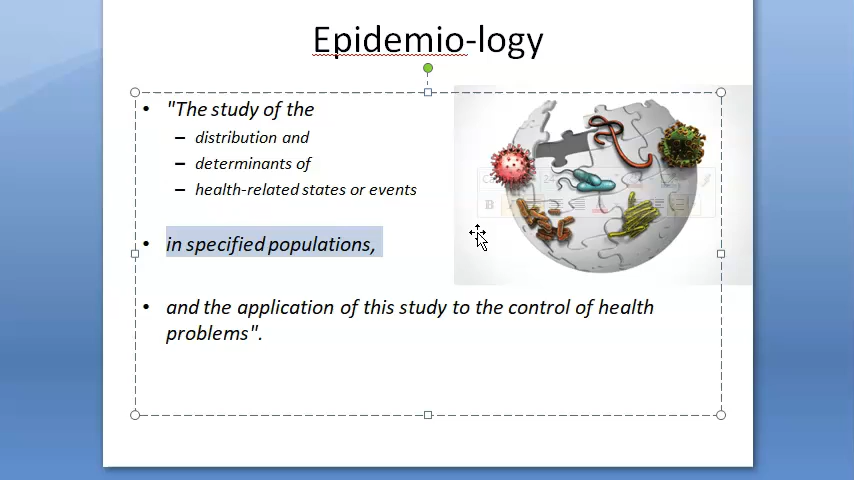 Epidemio-logy
• "The study of the
– distribution and
– determinants of
– health-related states or events
• in specified populations,
• and the application of this study to the control of health
problems".